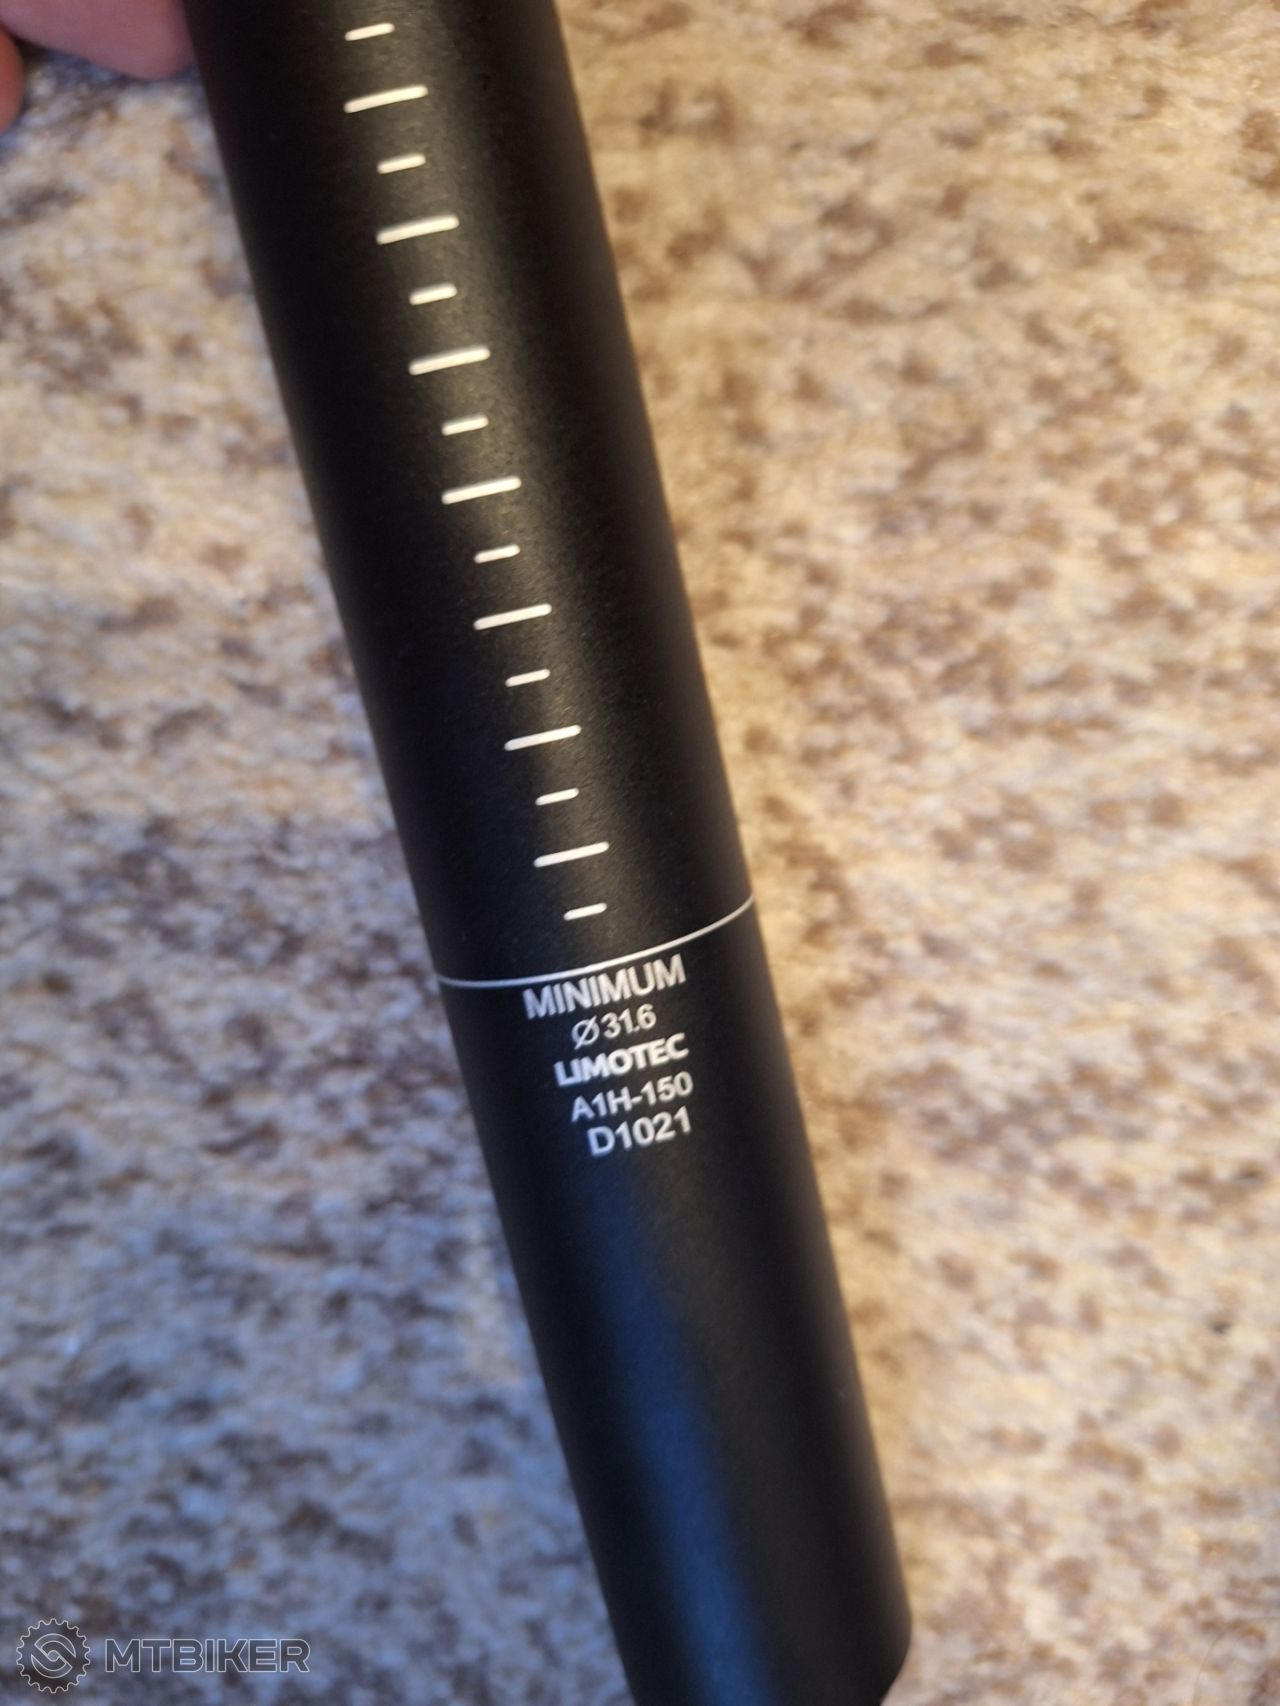 MINIMUM
Ø31.6
LIMOTEC
A1H-150
D1021
MTBIKER